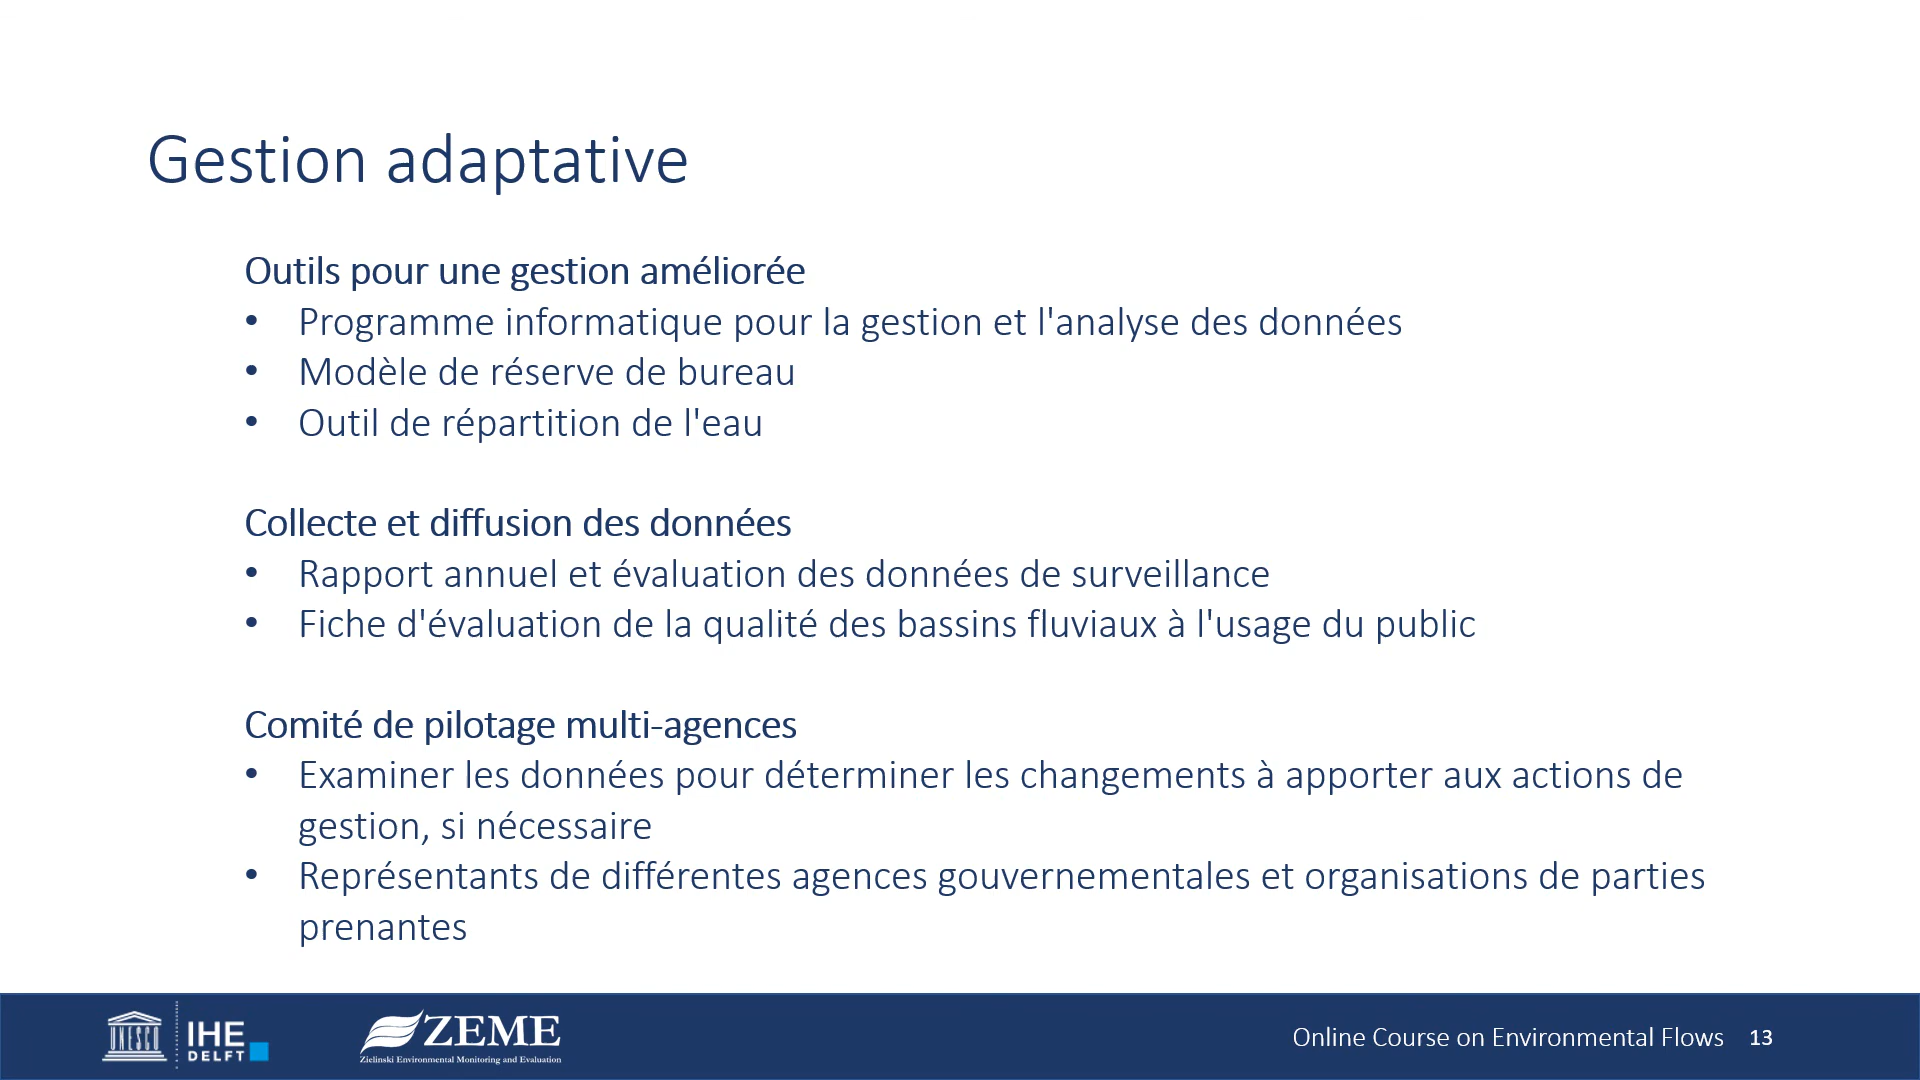 Gestion adaptative
Outils pour une gestion améliorée
• Programme informatique pour la gestion et l'analyse des données
• Modèle de réserve de bureau
• Outil de répartition de l'eau
Collecte et diffusion des données
• Rapport annuel et évaluation des données de surveillance
• Fiche d'évaluation de la qualité des bassins fluviaux à l'usage du public
Comité de pilotage multi-agences
• Examiner les données pour déterminer les changements à apporter aux actions de
gestion, si nécessaire
• Représentants de différentes agences gouvernementales et organisations de parties
prenantes
UNESCO
IHE
DELFT
ZEME
Zielinski Environmental Monitoring and Evaluation
Online Course on Environmental Flows 13